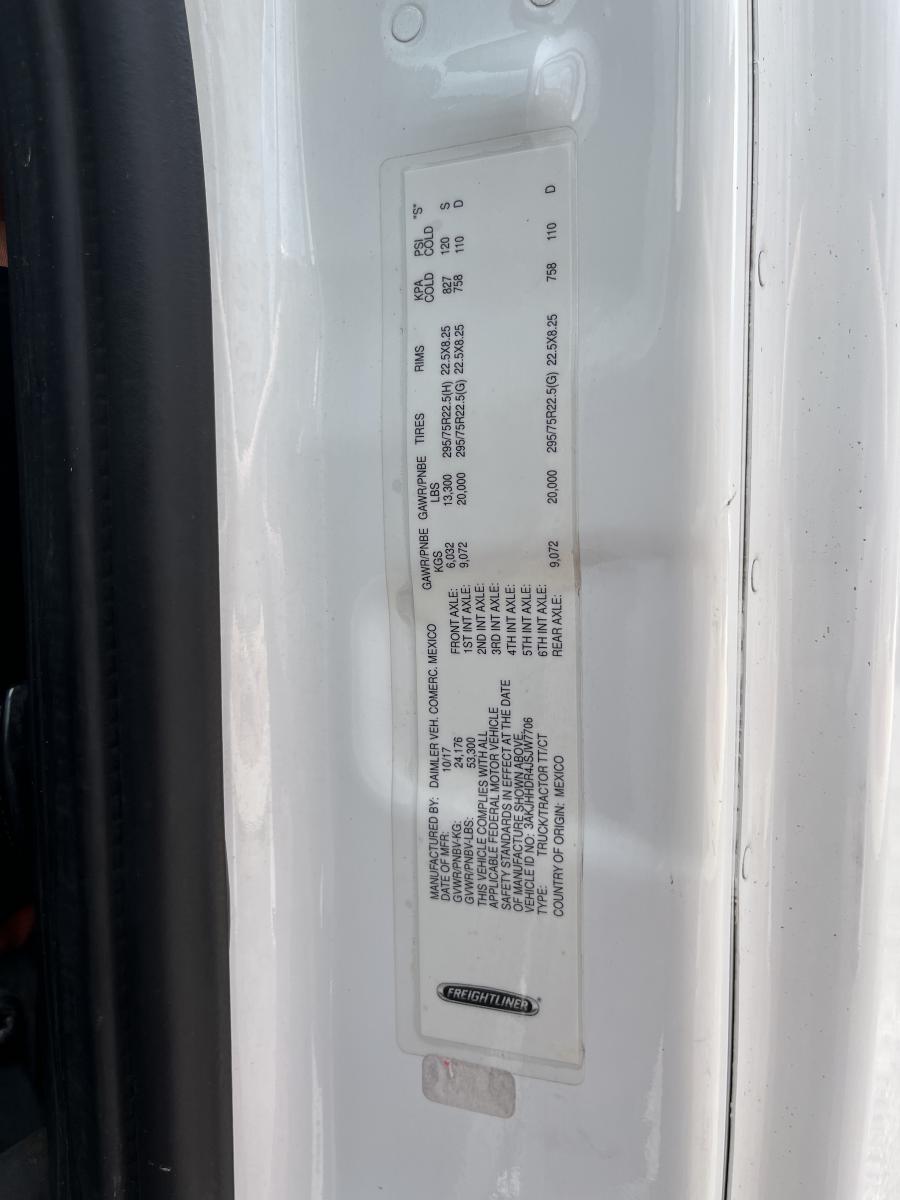 FREIGHTLINER
MANUFACTURED BY: DAIMLER VEH. COMERC. MEXICO
DATE OF MFR: 10/17
GVWR/PNBV-KG: 24,176
GVWR/PNBV-LBS: 53,300
THIS VEHICLE COMPLIES WITH ALL
APPLICABLE FEDERAL MOTOR VEHICLE
SAFETY STANDARDS IN EFFECT AT THE DATE
OF MANUFACTURE SHOWN ABOVE.
VEHICLE ID NO: 3AKJHHDR4JSJW7706
TYPE: TRUCK/TRACTOR TT/CT
COUNTRY OF ORIGIN: MEXICO
GAWR/PNBE GAWR/PNBE TIRES RIMS KPA PSI *S*
KGS LBS COLD COLD
FRONT AXLE: 6,032 13,300 295/75R22.5(H) 22.5X8.25 827 120 S
1ST INT AXLE: 9,072 20,000 295/75R22.5(G) 22.5X8.25 758 110 D
2ND INT AXLE:
3RD INT AXLE:
4TH INT AXLE:
5TH INT AXLE:
6TH INT AXLE:
REAR AXLE: 9,072 20,000 295/75R22.5(G) 22.5X8.25 758 110 D